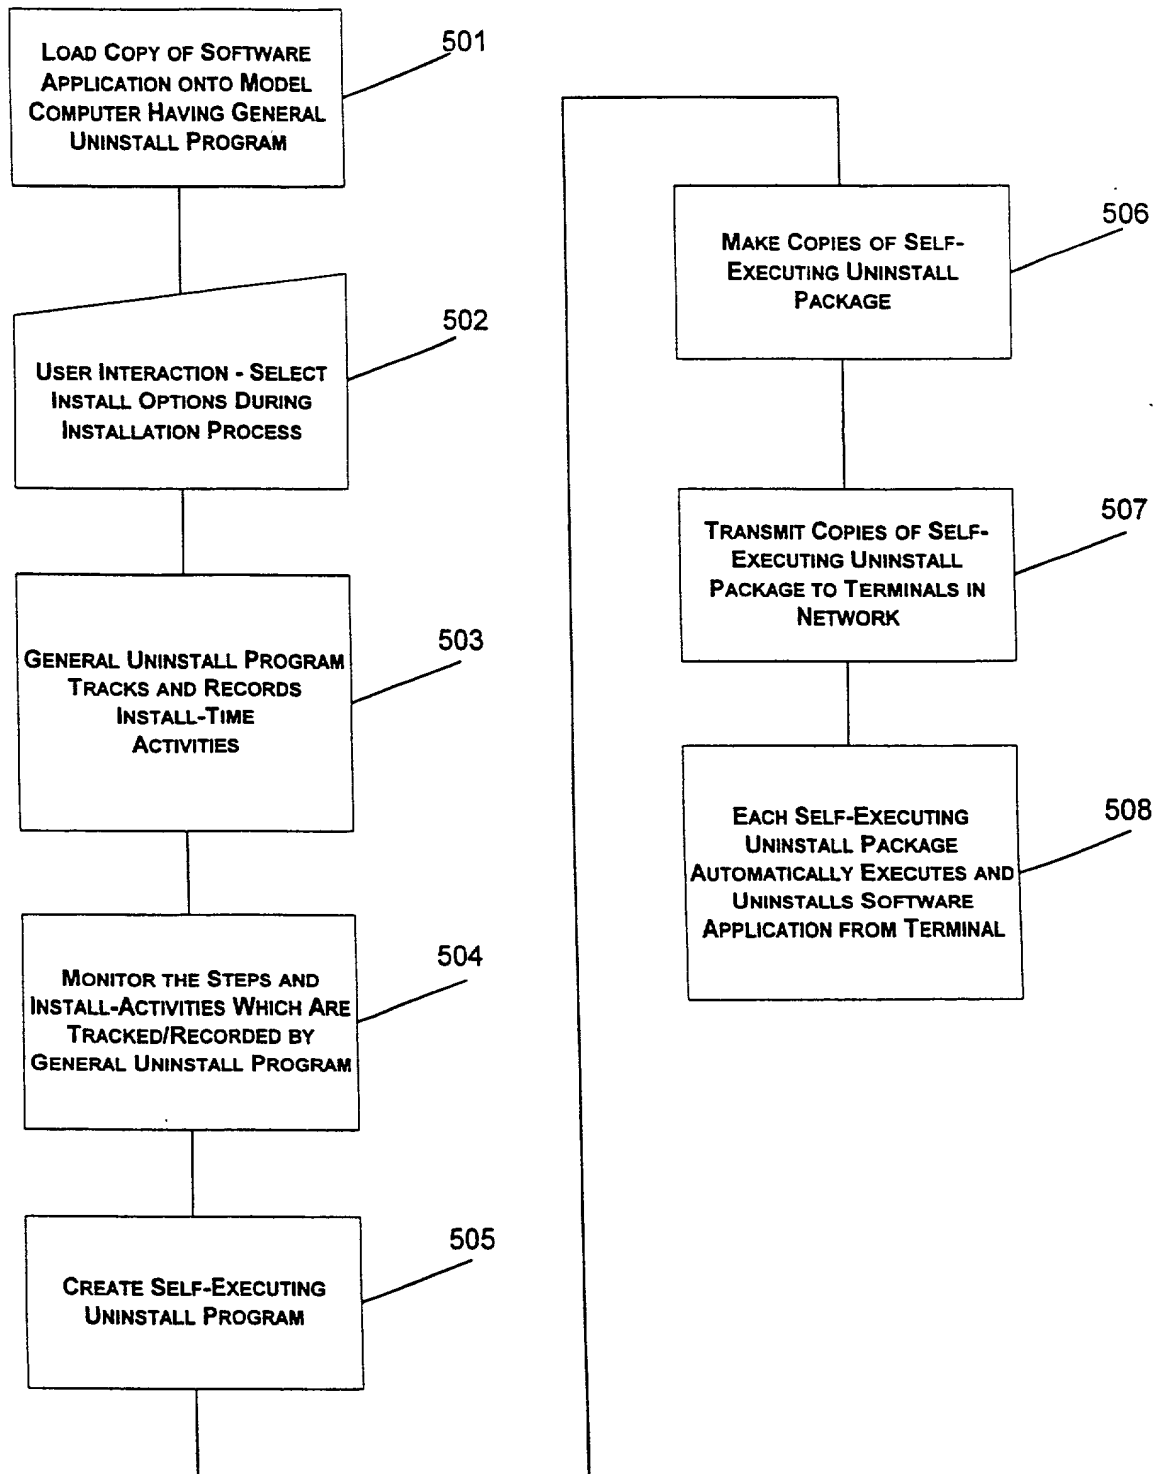 LOAD COPY OF SOFTWARE
APPLICATION ONTO MODEL
COMPUTER HAVING GENERAL
UNINSTALL PROGRAM
501
USER INTERACTION - SELECT
INSTALL OPTIONS DURING
INSTALLATION PROCESS
502
GENERAL UNINSTALL PROGRAM
TRACKS AND RECORDS
INSTALL-TIME
ACTIVITIES
503
MONITOR THE STEPS AND
INSTALL-ACTIVITIES WHICH ARE
TRACKED/RECORDED BY
GENERAL UNINSTALL PROGRAM
504
CREATE SELF-EXECUTING
UNINSTALL PROGRAM
505
MAKE COPIES OF SELF-
EXECUTING UNINSTALL
PACKAGE
506
TRANSMIT COPIES OF SELF-
EXECUTING UNINSTALL
PACKAGE TO TERMINALS IN
NETWORK
507
EACH SELF-EXECUTING
UNINSTALL PACKAGE
AUTOMATICALLY EXECUTES AND
UNINSTALLS SOFTWARE
APPLICATION FROM TERMINAL
508